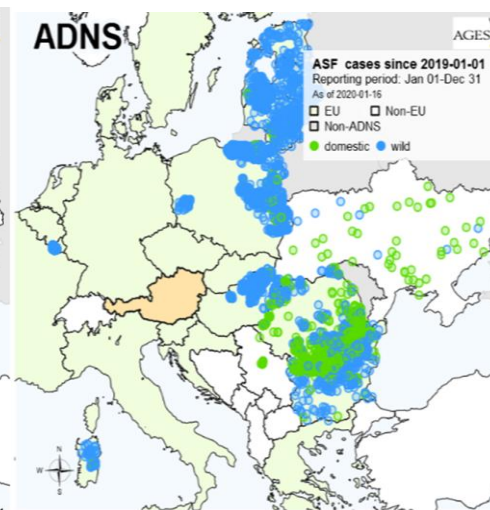 ADNS
AGES
ASF cases since 2019-01-01
Reporting period: Jan 01-Dec 31
As of 2020-01-16
EU Non-EU
Non-ADNS
domestic wild
N
W E
S